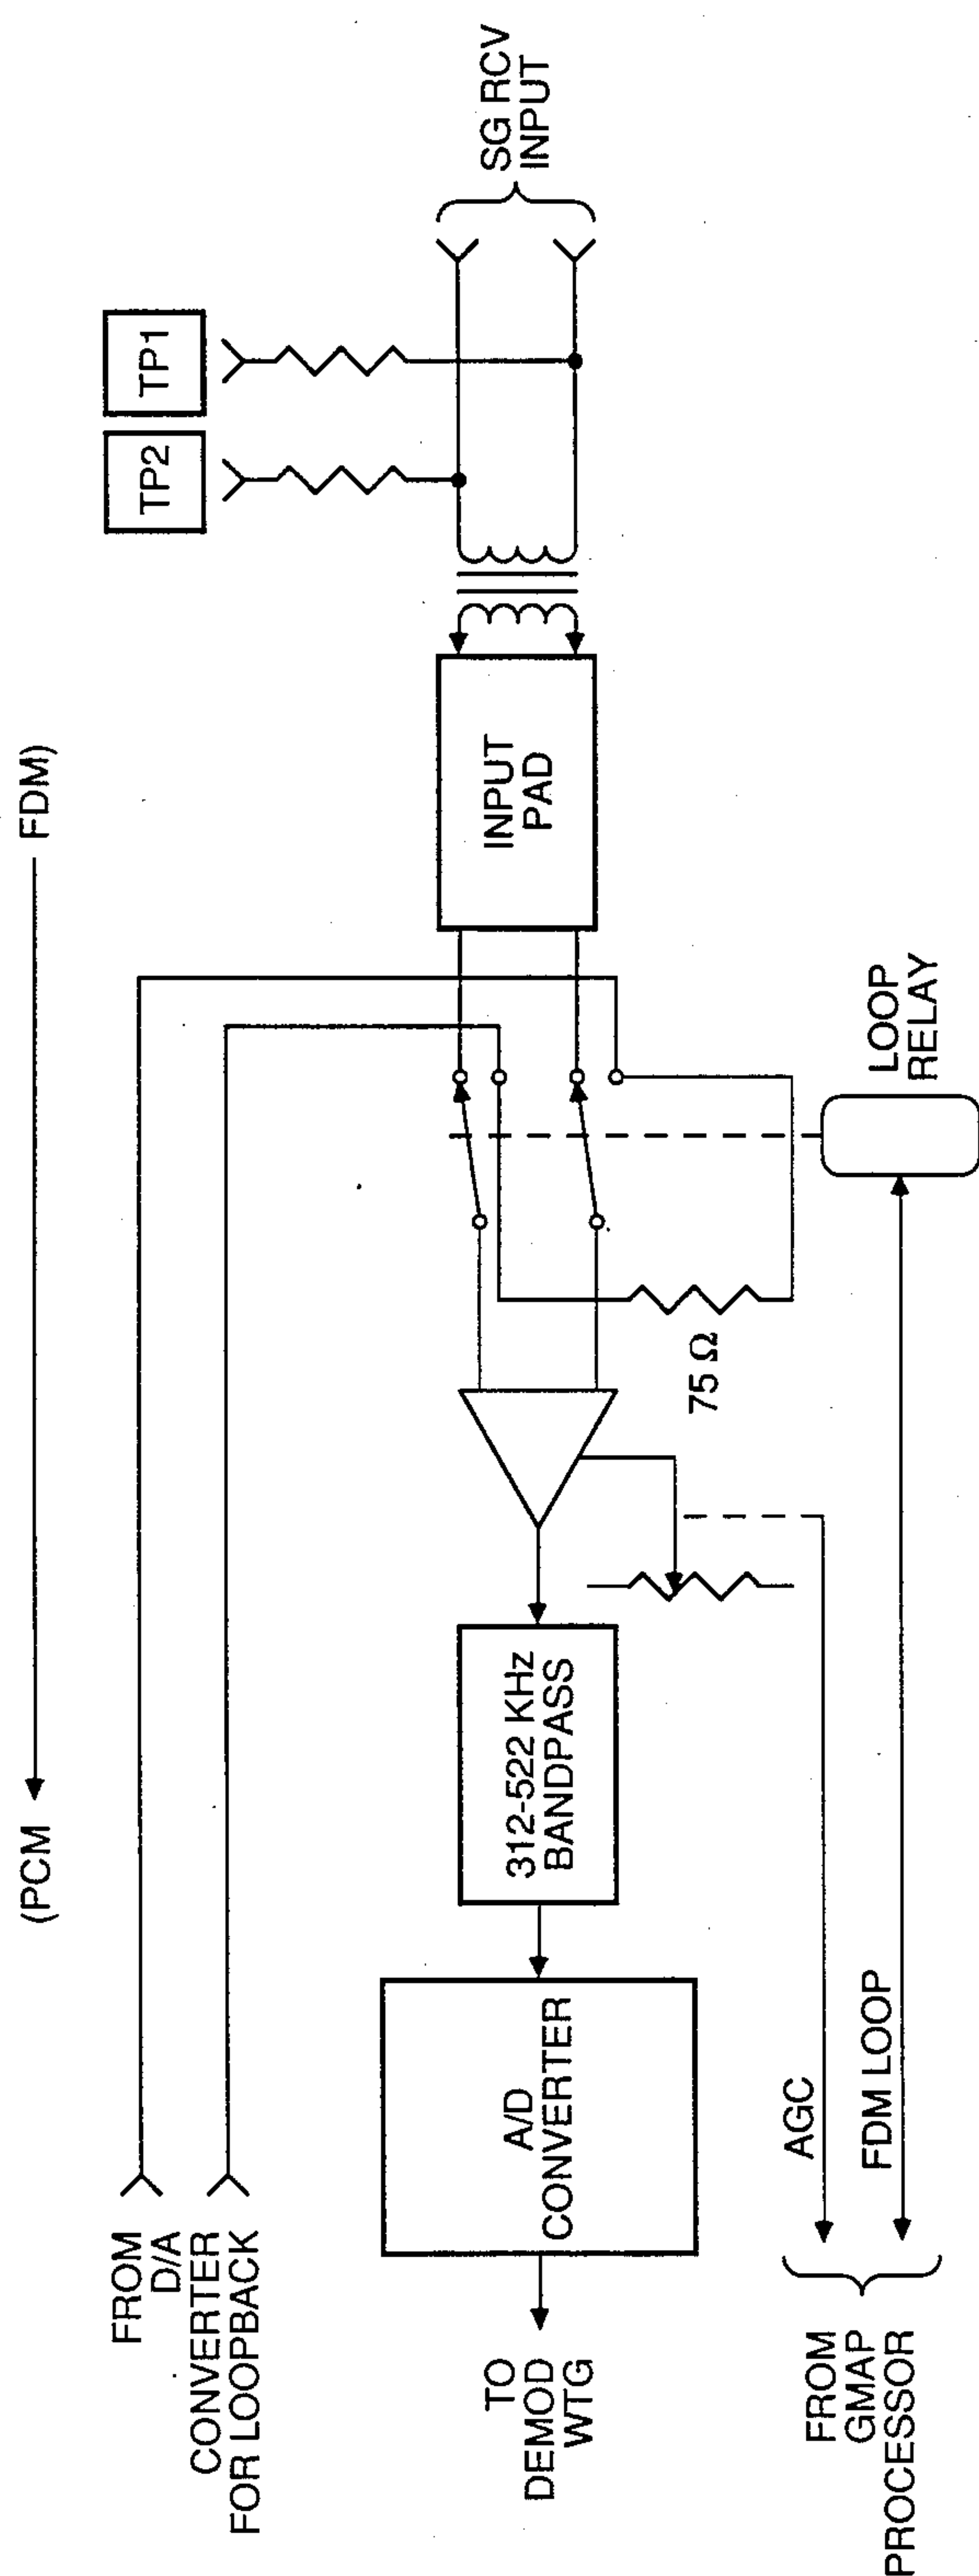 (PCM
FDM)
FROM
D/A
CONVERTER
FOR LOOPBACK
TP2
TP1
TO
DEMOD
WTG
A/D
CONVERTER
312-522 KHz
BANDPASS
75 Ω
INPUT
PAD
SG RCV
INPUT
LOOP
RELAY
AGC
FDM LOOP
FROM
GMAP
PROCESSOR